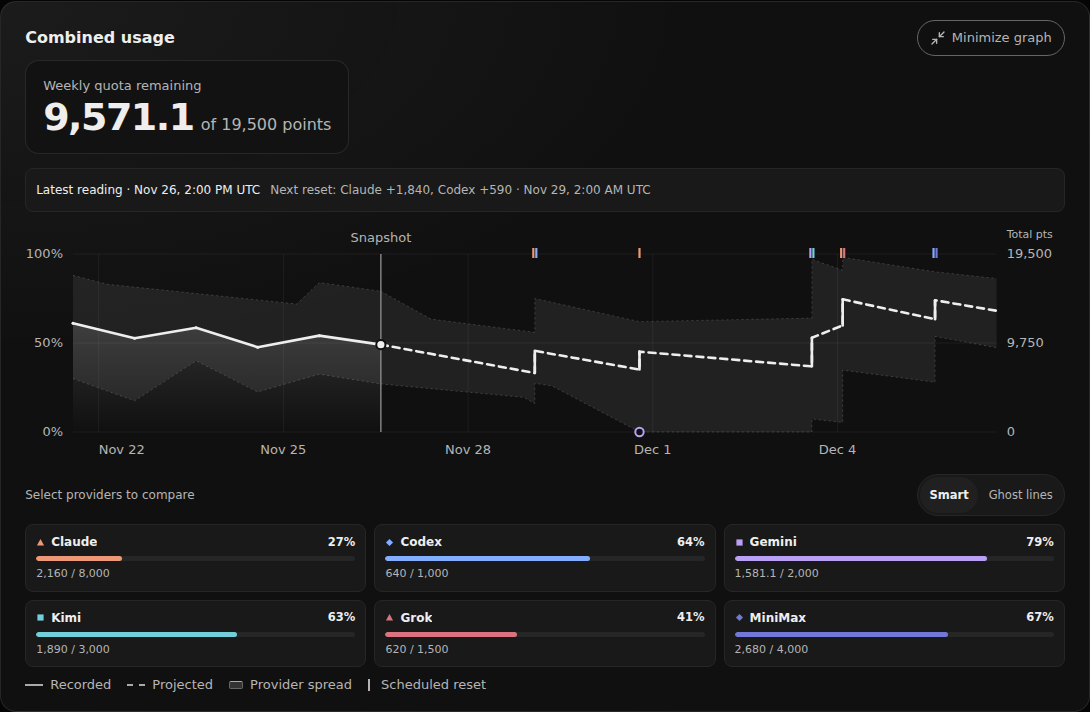 Combined usage
Minimize graph
Weekly quota remaining
9,571.1 of 19,500 points
Latest reading · Nov 26, 2:00 PM UTC Next reset: Claude +1,840, Codex +590 · Nov 29, 2:00 AM UTC
Snapshot
Total pts
100%
19,500
50%
9,750
0%
0
Nov 22
Nov 25
Nov 28
Dec 1
Dec 4
Select providers to compare
Smart
Ghost lines
Claude 27%
2,160 / 8,000
Codex 64%
640 / 1,000
Gemini 79%
1,581.1 / 2,000
Kimi 63%
1,890 / 3,000
Grok 41%
620 / 1,500
MiniMax 67%
2,680 / 4,000
Recorded
Projected
Provider spread
Scheduled reset